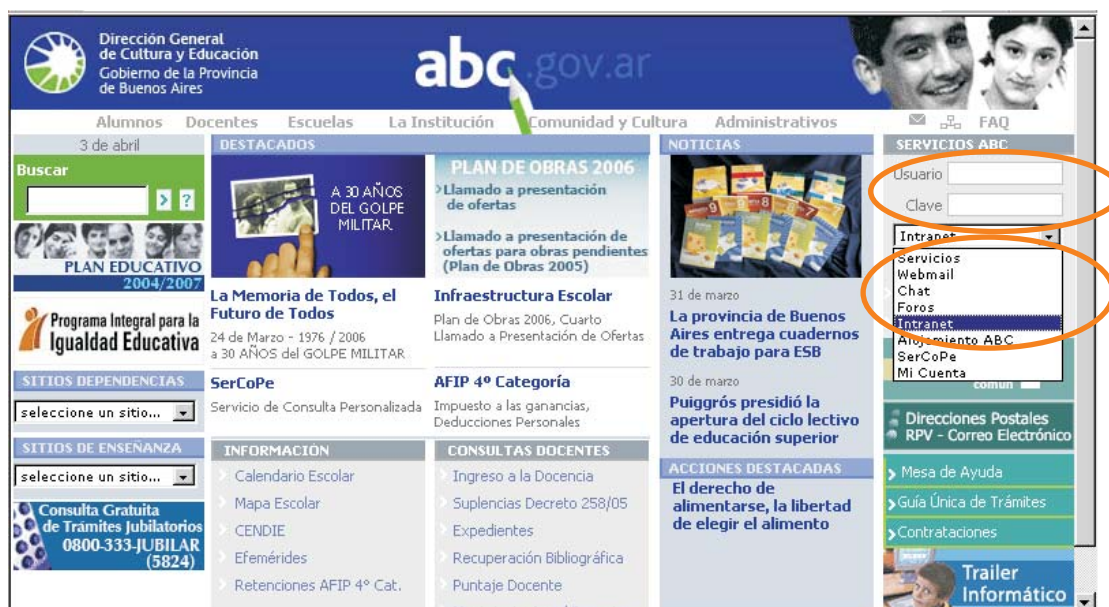 Dirección General
de Cultura y Educación
Gobierno de la Provincia
de Buenos Aires
abc.gov.ar
Alumnos Docentes Escuelas La Institución Comunidad y Cultura Administrativos FAQ
3 de abril
Buscar
?
PLAN EDUCATIVO
2004/2007
Programa Integral para la
Igualdad Educativa
SITIOS DEPENDENCIAS
seleccione un sitio...
SITIOS DE ENSEÑANZA
seleccione un sitio...
Consulta Gratuita
de Trámites Jubilatorios
0800-333-JUBILAR
(5824)
DESTACADOS
A 30 AÑOS
DEL GOLPE
MILITAR
PLAN DE OBRAS 2006
Llamado a presentación
de ofertas
Llamado a presentación de
ofertas para obras pendientes
(Plan de Obras 2005)
La Memoria de Todos, el
Futuro de Todos
24 de Marzo - 1976 / 2006
a 30 AÑOS del GOLPE MILITAR
Infraestructura Escolar
Plan de Obras 2006, Cuarto
Llamado a Presentación de Ofertas
SerCoPe
Servicio de Consulta Personalizada
AFIP 4º Categoría
Impuesto a las ganancias,
Deducciones Personales
INFORMACIÓN
Calendario Escolar
Mapa Escolar
CENDIE
Efemérides
Retenciones AFIP 4º Cat.
CONSULTAS DOCENTES
Ingreso a la Docencia
Suplencias Decreto 258/05
Expedientes
Recuperación Bibliográfica
Puntaje Docente
NOTICIAS
9 9 8 7
31 de marzo
La provincia de Buenos
Aires entrega cuadernos
de trabajo para ESB
30 de marzo
Puiggrós presidió la
apertura del ciclo lectivo
de educación superior
ACCIONES DESTACADAS
El derecho de
alimentarse, la libertad
de elegir el alimento
SERVICIOS ABC
Usuario
Clave
Intranet
Servicios
Webmail
Chat
Foros
Intranet
Alojamiento ABC
SerCoPe
Mi Cuenta
común
Direcciones Postales
RPV - Correo Electrónico
Mesa de Ayuda
Guía Única de Trámites
Contrataciones
Trailer
Informático